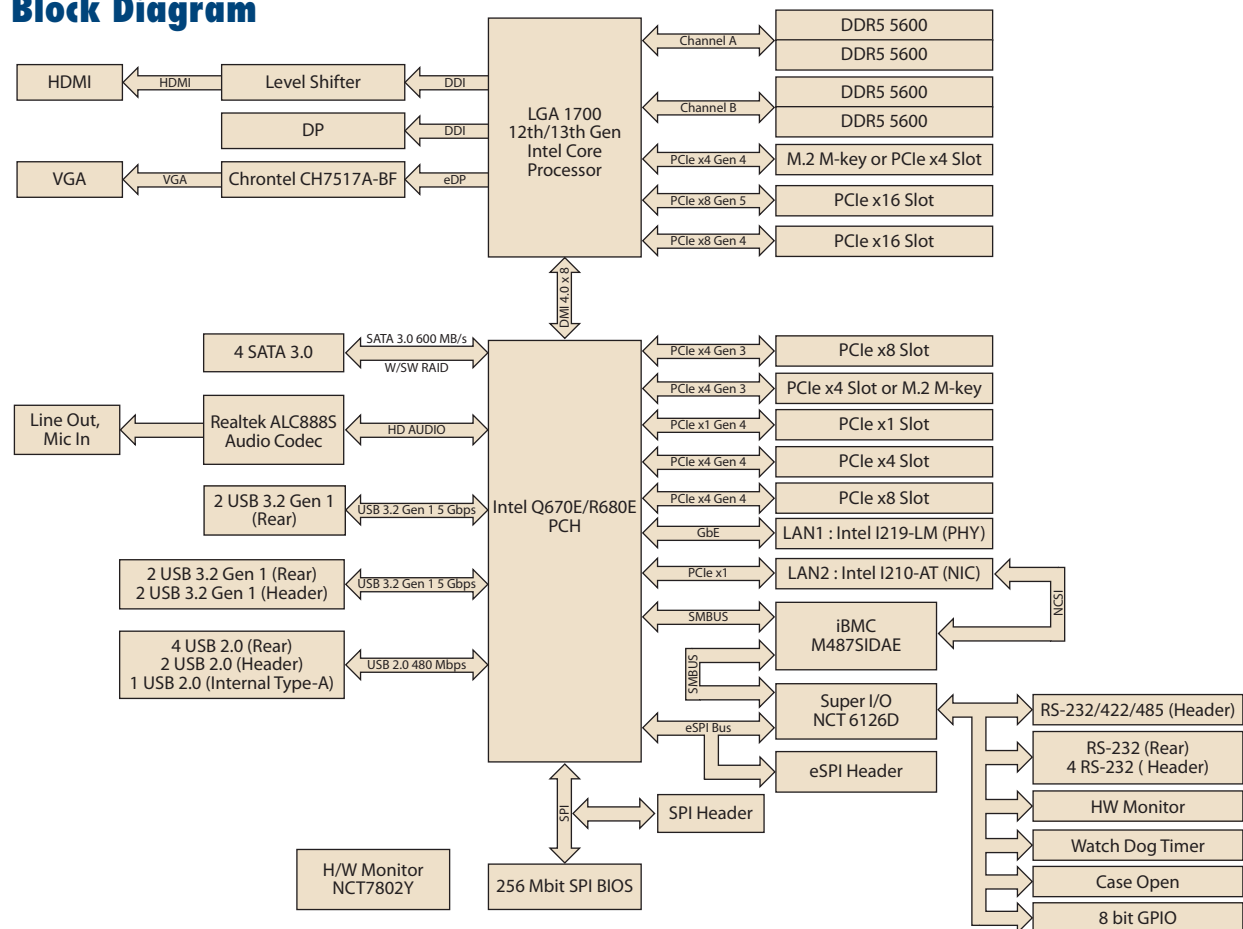 Block Diagram
DDR5 5600
Channel A
DDR5 5600
HDMI
HDMI
Level Shifter
DDI
DDR5 5600
Channel B
DDR5 5600
DP
DDI
LGA 1700
12th/13th Gen
Intel Core
Processor
PCIe x4 Gen 4
M.2 M-key or PCIe x4 Slot
VGA
VGA
Chrontel CH7517A-BF
eDP
PCIe x8 Gen 5
PCIe x16 Slot
PCIe x8 Gen 4
PCIe x16 Slot
DMI 4.0 x 8
4 SATA 3.0
SATA 3.0 600 MB/s
W/SW RAID
PCIe x4 Gen 3
PCIe x8 Slot
PCIe x4 Gen 3
PCIe x4 Slot or M.2 M-key
Line Out,
Mic In
Realtek ALC888S
Audio Codec
HD AUDIO
PCIe x1 Gen 4
PCIe x1 Slot
PCIe x4 Gen 4
PCIe x4 Slot
2 USB 3.2 Gen 1
(Rear)
USB 3.2 Gen 1 5 Gbps
Intel Q670E/R680E
PCH
PCIe x4 Gen 4
PCIe x8 Slot
GbE
LAN1 : Intel I219-LM (PHY)
2 USB 3.2 Gen 1 (Rear)
2 USB 3.2 Gen 1 (Header)
USB 3.2 Gen 1 5 Gbps
PCIe x1
LAN2 : Intel I210-AT (NIC)
NCSI
SMBUS
iBMC
M487SIDAE
4 USB 2.0 (Rear)
2 USB 2.0 (Header)
1 USB 2.0 (Internal Type-A)
USB 2.0 480 Mbps
SMBUS
Super I/O
NCT 6126D
eSPI Bus
eSPI Header
RS-232/422/485 (Header)
RS-232 (Rear)
4 RS-232 ( Header)
HW Monitor
Watch Dog Timer
Case Open
8 bit GPIO
SPI
SPI Header
H/W Monitor
NCT7802Y
256 Mbit SPI BIOS